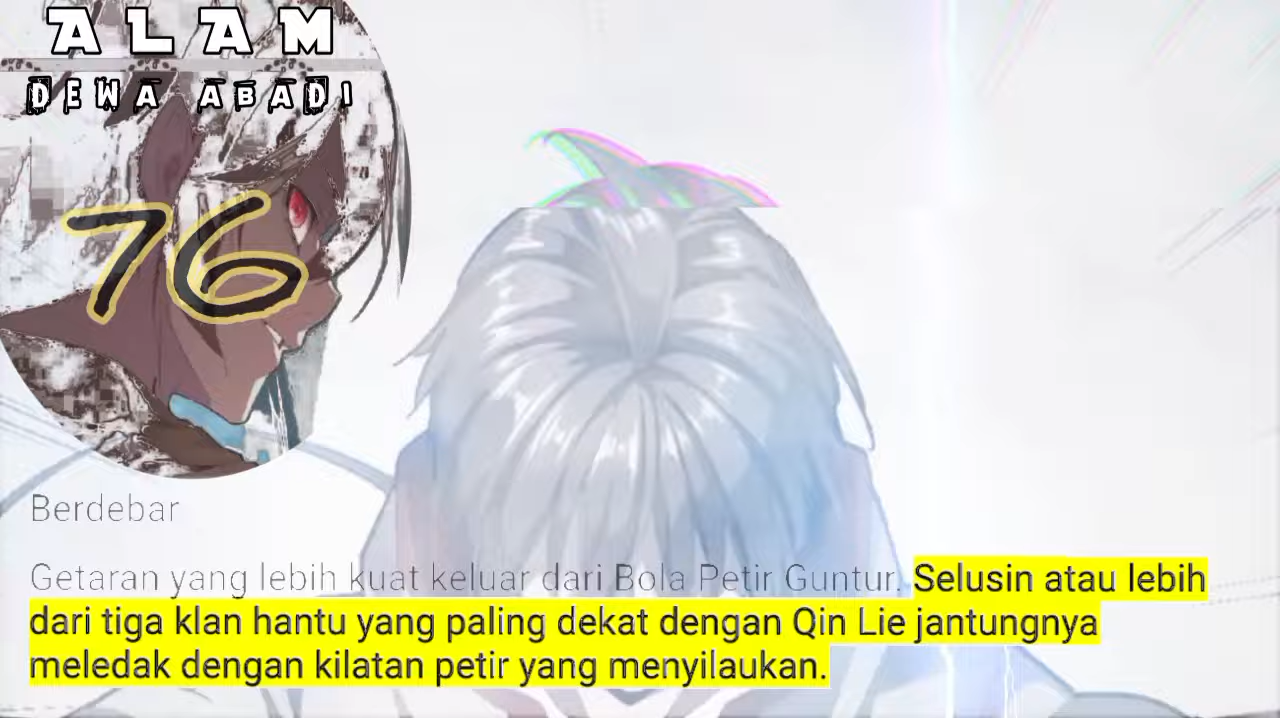 ALAM
DEWA ABADI
76
Berdebar
Getaran yang lebih kuat keluar dari Bola Petir Guntur. Selusin atau lebih
dari tiga klan hantu yang paling dekat dengan Qin Lie jantungnya
meledak dengan kilatan petir yang menyilaukan.